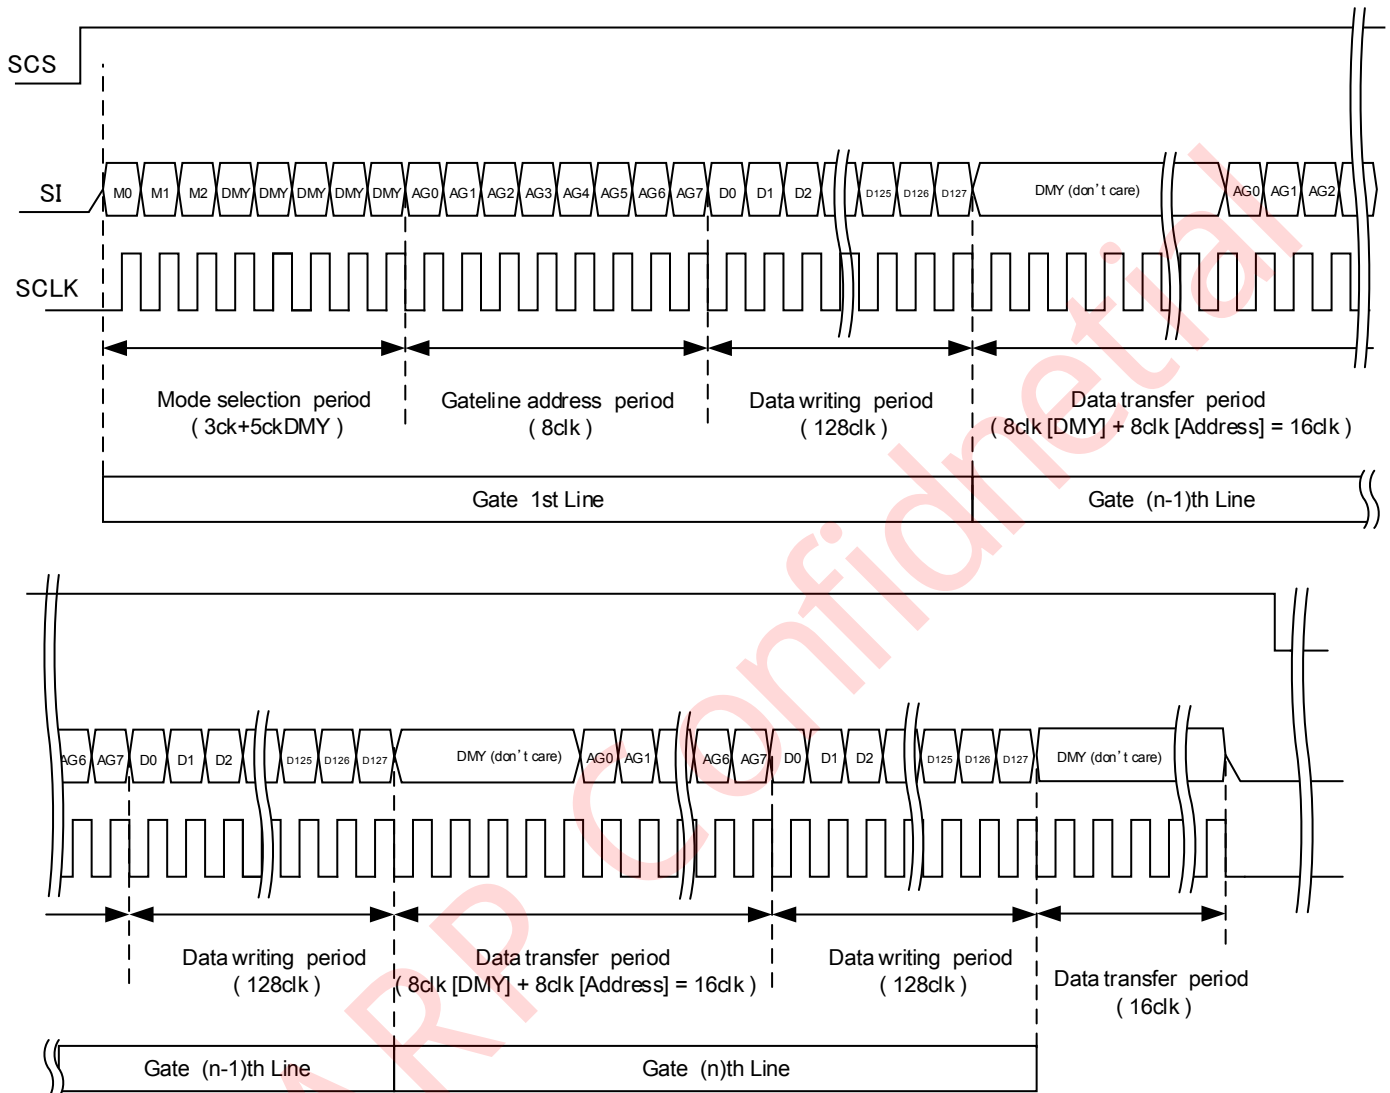 SCS
SI
M0 M1 M2 DMY DMY DMY DMY DMY AG0 AG1 AG2 AG3 AG4 AG5 AG6 AG7 D0 D1 D2 D125 D126 D127 DMY (don't care) AG0 AG1 AG2
SCLK
Mode selection period
( 3ck+5ckDMY )
Gateline address period
( 8clk )
Data writing period
( 128clk )
Data transfer period
( 8clk [DMY] + 8clk [Address] = 16clk )
Gate 1st Line
Gate (n-1)th Line
AG6 AG7 D0 D1 D2 D125 D126 D127 DMY (don't care) AG0 AG1 AG6 AG7 D0 D1 D2 D125 D126 D127 DMY (don't care)
Data writing period
( 128clk )
Data transfer period
( 8clk [DMY] + 8clk [Address] = 16clk )
Data writing period
( 128clk )
Data transfer period
( 16clk )
Gate (n-1)th Line
Gate (n)th Line
ARP Confidnetial